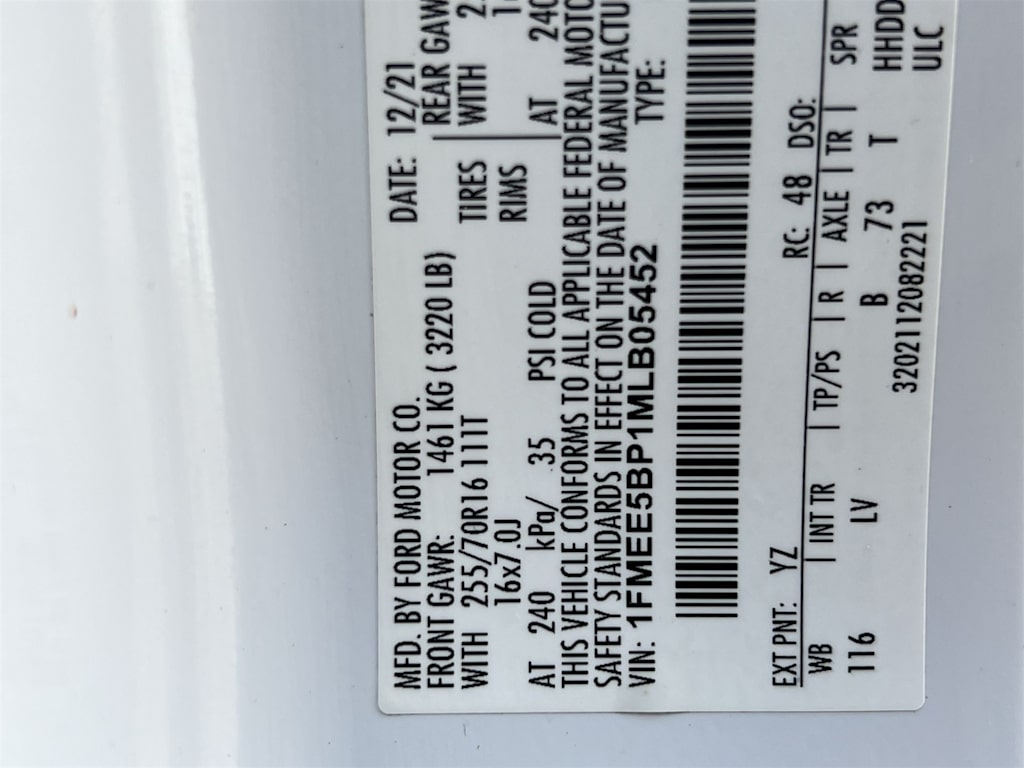 MFD. BY FORD MOTOR CO. DATE: 12/21
FRONT GAWR: 1461 KG ( 3220 LB) REAR GAW
WITH 255/70R16 111T TIRES WITH 2
16x7.0J RIMS
AT 240 kPa/ 35 PSI COLD AT 240
THIS VEHICLE CONFORMS TO ALL APPLICABLE FEDERAL MOTO
SAFETY STANDARDS IN EFFECT ON THE DATE OF MANUFACTU
VIN: 1FMEE5BP1MLB05452 TYPE:
EXT PNT: YZ RC: 48 DSO:
WB | INT TR | TP/PS | R | AXLE | TR | SPR
116 LV B 73 T HHDD
3202112082221 ULC